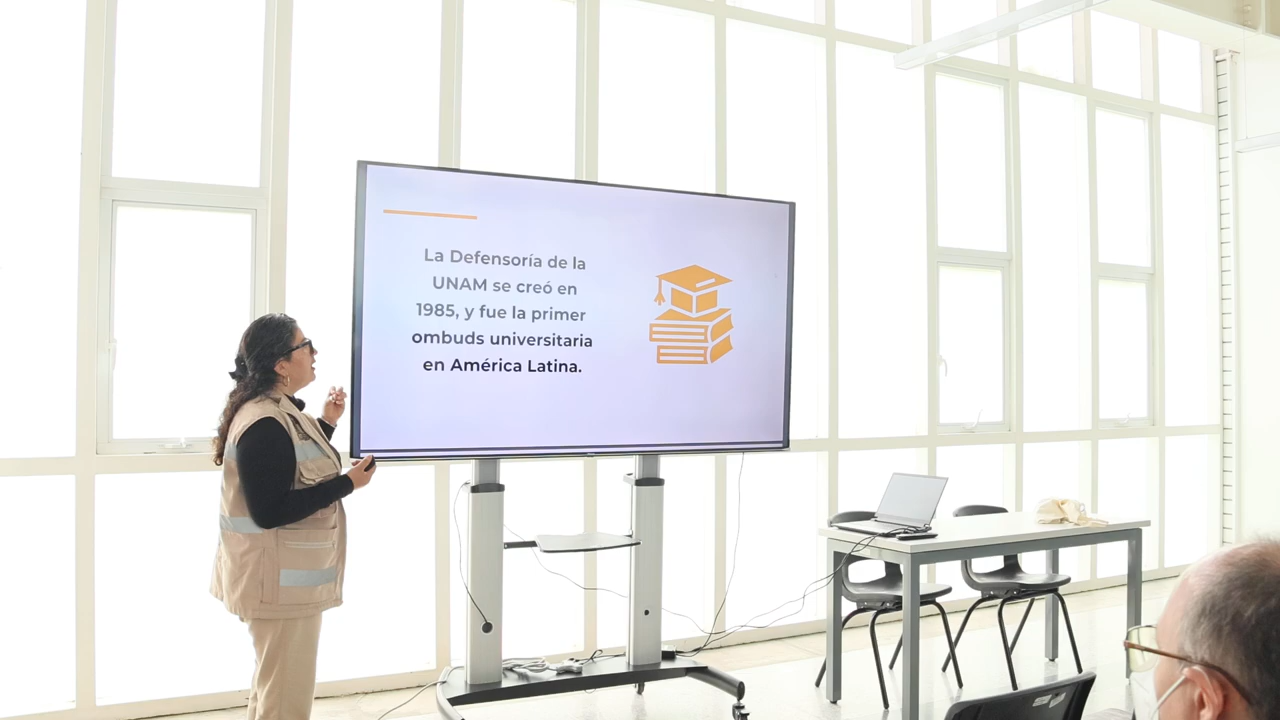 La Defensoría de la
UNAM se creó en
1985, y fue la primer
ombuds universitaria
en América Latina.